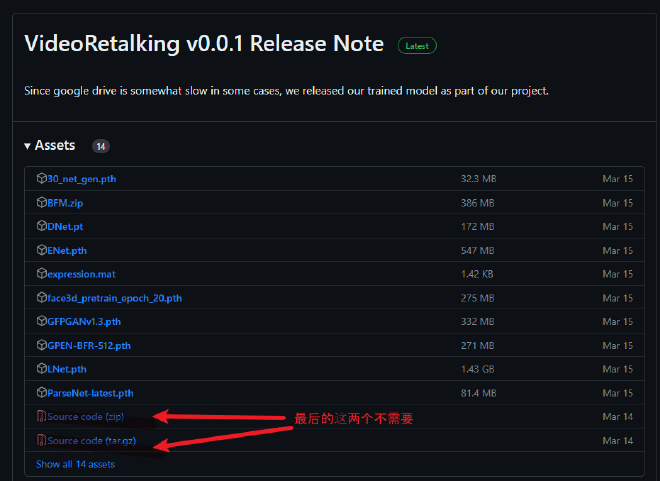 VideoRetalking v0.0.1 Release Note Latest
Since google drive is somewhat slow in some cases, we released our trained model as part of our project.
Assets 14
30_net_gen.pth 32.3 MB Mar 15
BFM.zip 386 MB Mar 15
DNet.pt 172 MB Mar 15
ENet.pth 547 MB Mar 15
expression.mat 1.42 KB Mar 15
face3d_pretrain_epoch_20.pth 275 MB Mar 15
GFPGANv1.3.pth 332 MB Mar 15
GPEN-BFR-512.pth 271 MB Mar 15
LNet.pth 1.43 GB Mar 15
ParseNet-latest.pth 81.4 MB Mar 15
Source code (zip) 最后的这两个不需要 Mar 14
Source code (tar.gz) Mar 14
Show all 14 assets